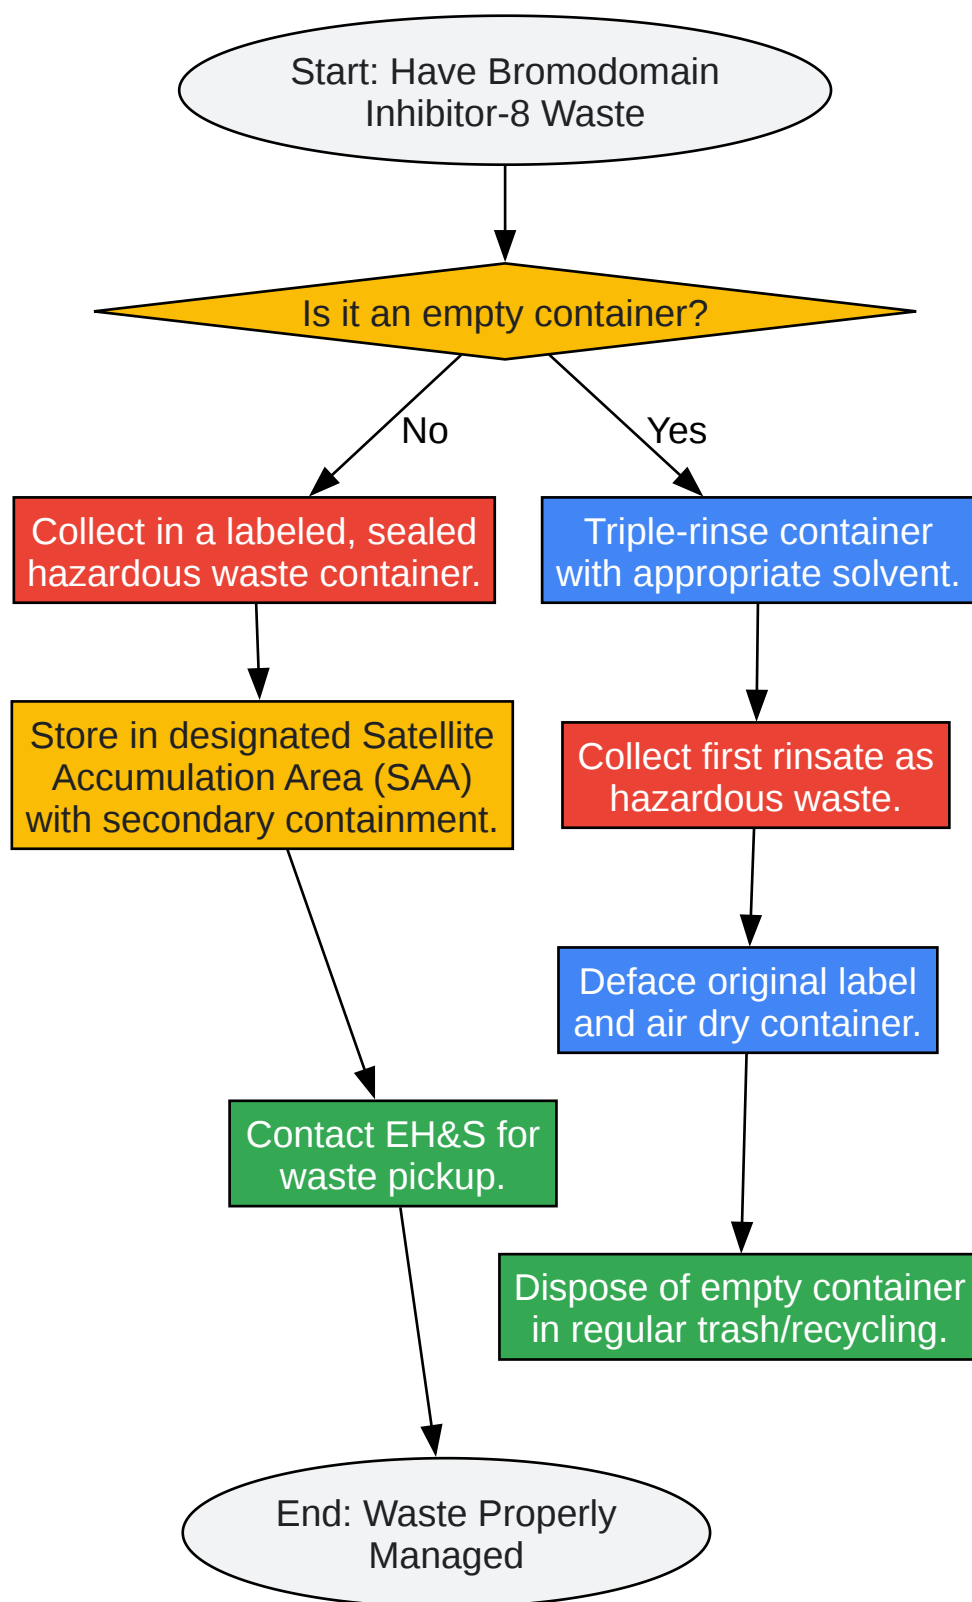 Start: Have Bromodomain
Inhibitor-8 Waste
Is it an empty container?
No
Yes
Collect in a labeled, sealed
hazardous waste container.
Triple-rinse container
with appropriate solvent.
Store in designated Satellite
Accumulation Area (SAA)
with secondary containment.
Collect first rinsate as
hazardous waste.
Deface original label
and air dry container.
Contact EH&S for
waste pickup.
Dispose of empty container
in regular trash/recycling.
End: Waste Properly
Managed